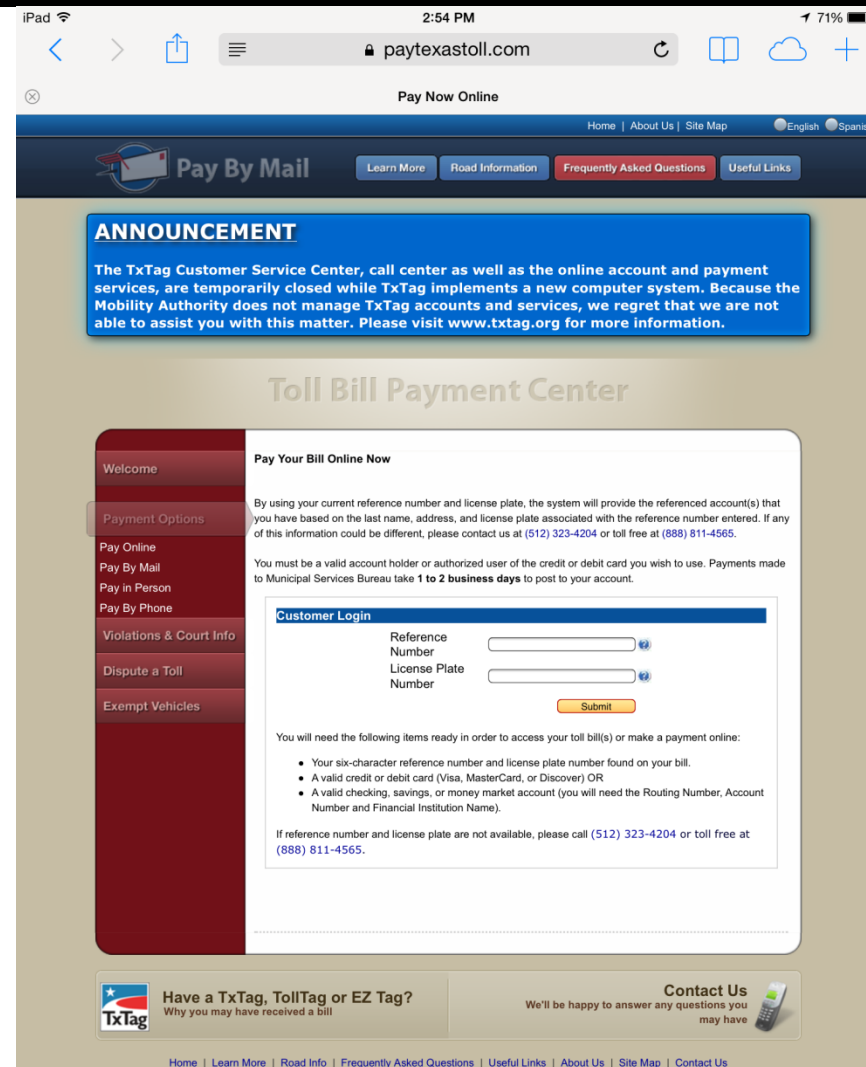 iPad
2:54 PM
71%
paytexastoll.com
Pay Now Online
Home | About Us | Site Map
English
Spanis
Pay By Mail
Learn More
Road Information
Frequently Asked Questions
Useful Links
ANNOUNCEMENT
The TxTag Customer Service Center, call center as well as the online account and payment
services, are temporarily closed while TxTag implements a new computer system. Because the
Mobility Authority does not manage TxTag accounts and services, we regret that we are not
able to assist you with this matter. Please visit www.txtag.org for more information.
Toll Bill Payment Center
Welcome
Payment Options
Pay Online
Pay By Mail
Pay in Person
Pay By Phone
Violations & Court Info
Dispute a Toll
Exempt Vehicles
Pay Your Bill Online Now
By using your current reference number and license plate, the system will provide the referenced account(s) that
you have based on the last name, address, and license plate associated with the reference number entered. If any
of this information could be different, please contact us at (512) 323-4204 or toll free at (888) 811-4565.
You must be a valid account holder or authorized user of the credit or debit card you wish to use. Payments made
to Municipal Services Bureau take 1 to 2 business days to post to your account.
Customer Login
Reference
Number
License Plate
Number
Submit
You will need the following items ready in order to access your toll bill(s) or make a payment online:
• Your six-character reference number and license plate number found on your bill.
• A valid credit or debit card (Visa, MasterCard, or Discover) OR
• A valid checking, savings, or money market account (you will need the Routing Number, Account
Number and Financial Institution Name).
If reference number and license plate are not available, please call (512) 323-4204 or toll free at
(888) 811-4565.
TxTag
Have a TxTag, TollTag or EZ Tag?
Why you may have received a bill
Contact Us
We'll be happy to answer any questions you
may have
Home | Learn More | Road Info | Frequently Asked Questions | Useful Links | About Us | Site Map | Contact Us